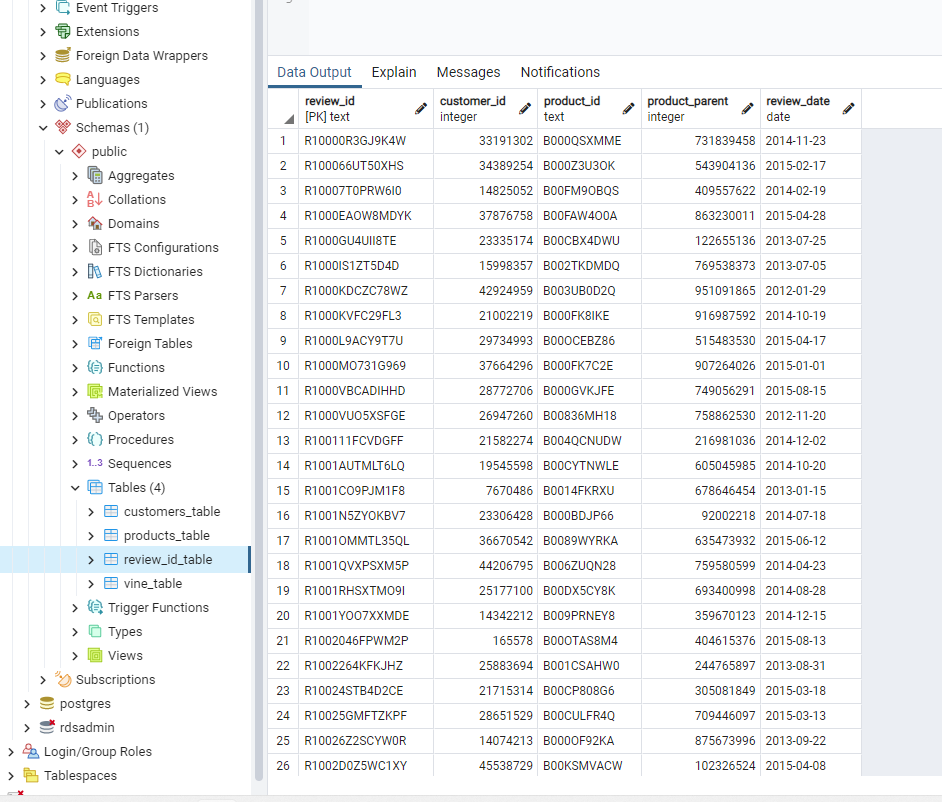 Event Triggers
Extensions
Foreign Data Wrappers
Languages
Publications
Schemas (1)
public
Aggregates
Collations
Domains
FTS Configurations
FTS Dictionaries
Aa FTS Parsers
FTS Templates
Foreign Tables
Functions
Materialized Views
Operators
Procedures
1..3 Sequences
Tables (4)
customers_table
products_table
review_id_table
vine_table
Trigger Functions
Types
Views
Subscriptions
postgres
rdsadmin
Login/Group Roles
Tablespaces
Data Output Explain Messages Notifications
review_id customer_id product_id product_parent review_date
[PK] text integer text integer date
1 R10000R3GJ9K4W 33191302 B000QSXMME 731839458 2014-11-23
2 R100066UT50XHS 34389254 B000Z3U3OK 543904136 2015-02-17
3 R10007T0PRW6I0 14825052 B00FM9OBQS 409557622 2014-02-19
4 R1000EAOW8MDYK 37876758 B00FAW4O0A 863230011 2015-04-28
5 R1000GU4UII8TE 23335174 B00CBX4DWU 122655136 2013-07-25
6 R1000IS1ZT5D4D 15998357 B002TKDMDQ 769538373 2013-07-05
7 R1000KDCZC78WZ 42924959 B003UB0D2Q 951091865 2012-01-29
8 R1000KVFC29FL3 21002219 B000FK8IKE 916987592 2014-10-19
9 R1000L9ACY9T7U 29734993 B00OCEBZ86 515483530 2015-04-17
10 R1000MO731G969 37664296 B000FK7C2E 907264026 2015-01-01
11 R1000VBCADIHHD 28772706 B000GVKJFE 749056291 2015-08-15
12 R1000VUO5XSFGE 26947260 B00836MH18 758862530 2012-11-20
13 R100111FCVDGFF 21582274 B004QCNUDW 216981036 2014-12-02
14 R1001AUTMLT6LQ 19545598 B00CYTNWLE 605045985 2014-10-20
15 R1001CO9PJM1F8 7670486 B0014FKRXU 678646454 2013-01-15
16 R1001N5ZYOKBV7 23306428 B000BDJP66 92002218 2014-07-18
17 R1001OMMTL35QL 36670542 B0089WYRKA 635473932 2015-06-12
18 R1001QVXPSXM5P 44206795 B006ZUQN28 759580599 2014-04-23
19 R1001RHSXTMO9I 25177100 B00DX5CY8K 693400998 2014-08-28
20 R1001YOO7XXMDE 14342212 B009PRNEY8 359670123 2014-12-15
21 R1002046FPWM2P 165578 B00OTAS8M4 404615376 2015-08-13
22 R1002264KFKJHZ 25883694 B001CSAHW0 244765897 2013-08-31
23 R10024STB4D2CE 21715314 B00CP808G6 305081849 2015-03-18
24 R10025GMFTZKPF 28651529 B00CULFR4Q 709446097 2015-03-13
25 R10026Z2SCYW0R 14074213 B000OF92KA 875673996 2013-09-22
26 R1002D0Z5WC1XY 45538729 B00KSMVACW 102326524 2015-04-08